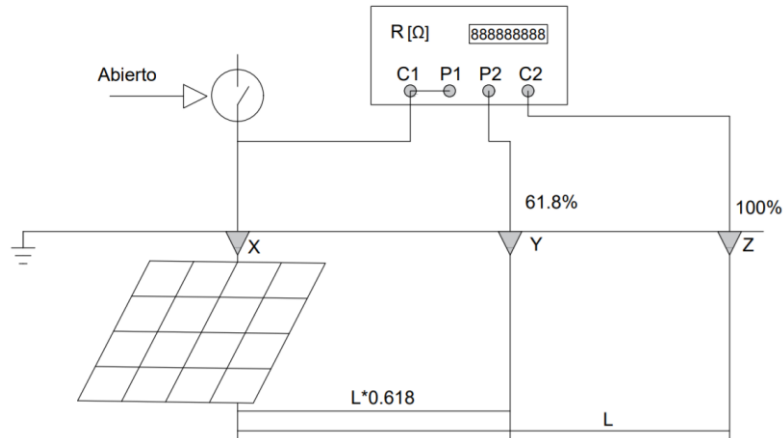 R [Ω] 888888888
Abierto
C1 P1 P2 C2
61.8%
100%
X
Y
Z
L*0.618
L